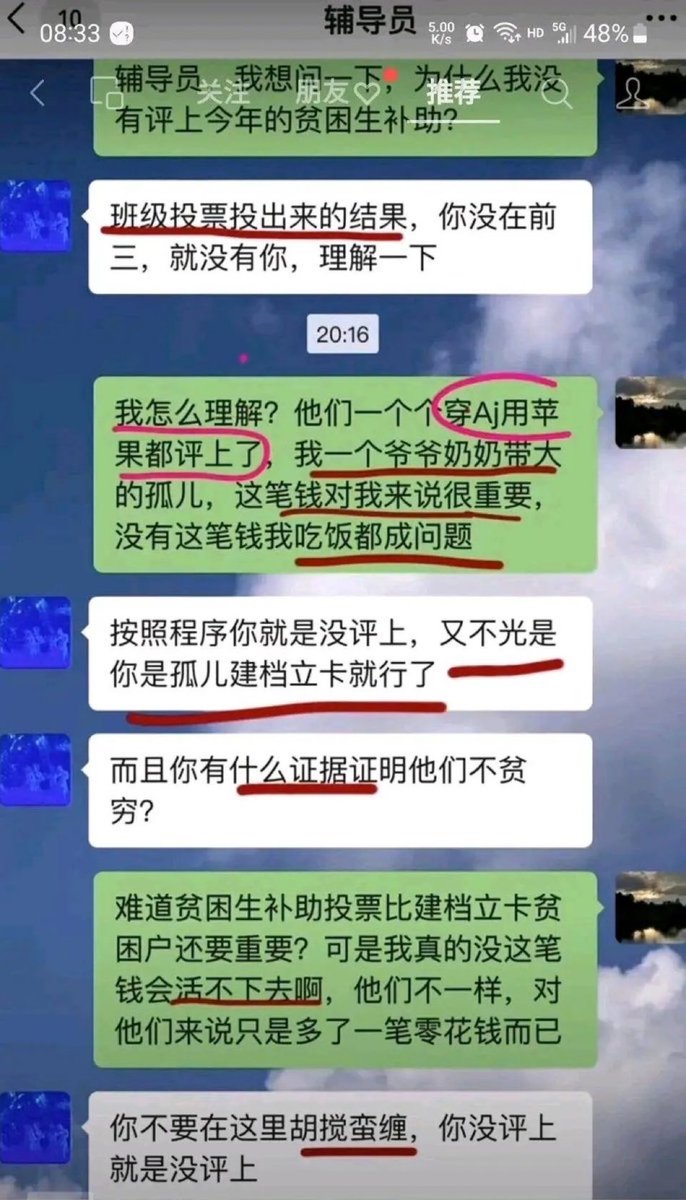 10
辅导员
08:33
5.00
K/s
HD
5G
48%
关注
朋友
推荐
辅导员，我想问一下，为什么我没
有评上今年的贫困生补助？
班级投票投出来的结果，你没在前
三，就没有你，理解一下
20:16
我怎么理解？他们一个个穿Aj用苹
果都评上了，我一个爷爷奶奶带大
的孤儿，这笔钱对我来说很重要，
没有这笔钱我吃饭都成问题
按照程序你就是没评上，又不光是
你是孤儿建档立卡就行了
而且你有什么证据证明他们不贫
穷？
难道贫困生补助投票比建档立卡贫
困户还要重要？可是我真的没这笔
钱会活不下去啊，他们不一样，对
他们来说只是多了一笔零花钱而已
你不要在这里胡搅蛮缠，你没评上
就是没评上